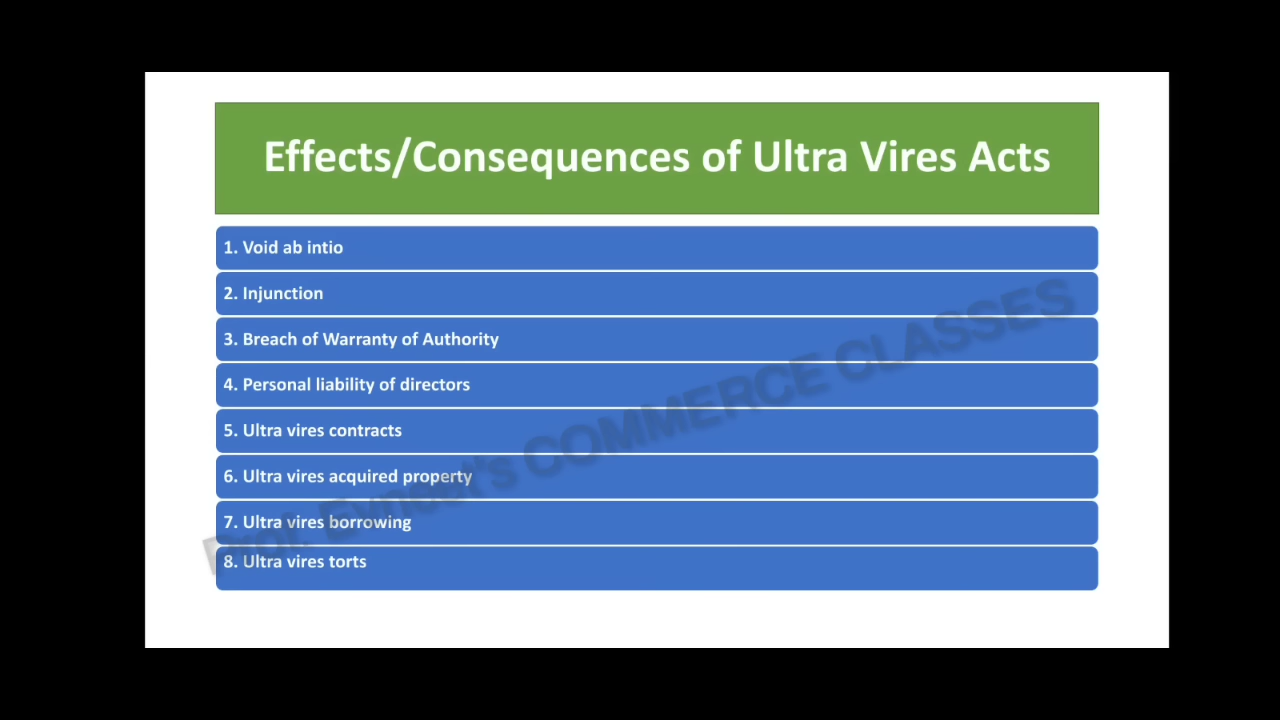 Effects/Consequences of Ultra Vires Acts
1. Void ab intio
2. Injunction
3. Breach of Warranty of Authority
4. Personal liability of directors
5. Ultra vires contracts
6. Ultra vires acquired property
7. Ultra vires borrowing
8. Ultra vires torts
Prof. COMMERCE CLASSES